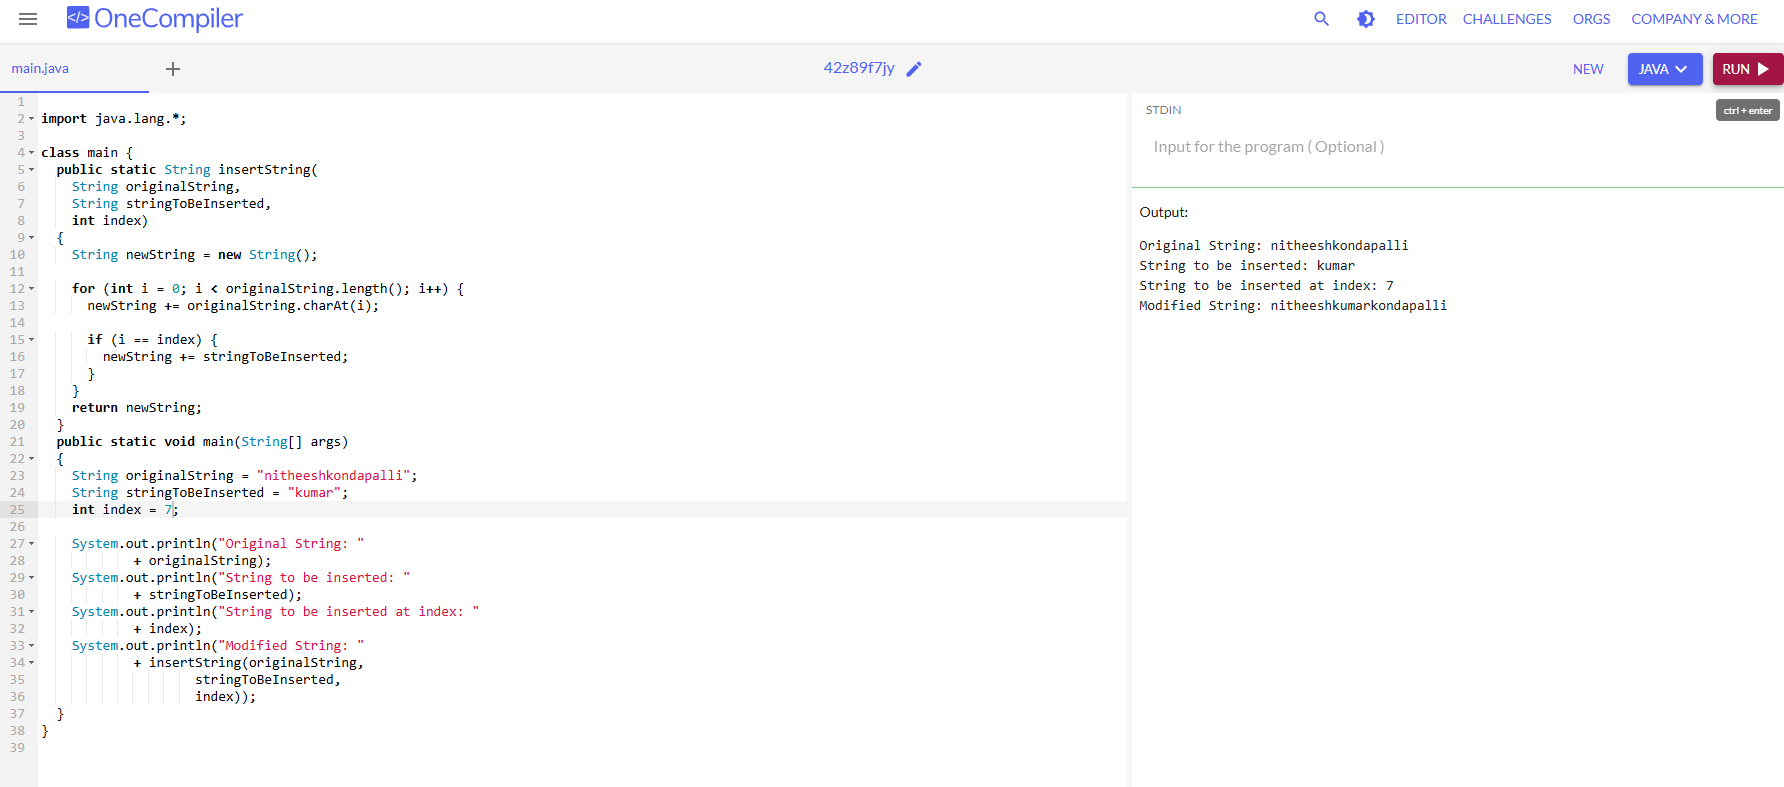 </> OneCompiler
EDITOR CHALLENGES ORGS COMPANY & MORE
main.java + 42z89f7jy NEW JAVA RUN
ctrl + enter
1
2 import java.lang.*;
3
4 class main {
5 public static String insertString(
6 String originalString,
7 String stringToBeInserted,
8 int index)
9 {
10 String newString = new String();
11
12 for (int i = 0; i < originalString.length(); i++) {
13 newString += originalString.charAt(i);
14
15 if (i == index) {
16 newString += stringToBeInserted;
17 }
18 }
19 return newString;
20 }
21 public static void main(String[] args)
22 {
23 String originalString = "nitheeshkondapalli";
24 String stringToBeInserted = "kumar";
25 int index = 7;
26
27 System.out.println("Original String: "
28 + originalString);
29 System.out.println("String to be inserted: "
30 + stringToBeInserted);
31 System.out.println("String to be inserted at index: "
32 + index);
33 System.out.println("Modified String: "
34 + insertString(originalString,
35 stringToBeInserted,
36 index));
37 }
38 }
39
STDIN
Input for the program ( Optional )
Output:
Original String: nitheeshkondapalli
String to be inserted: kumar
String to be inserted at index: 7
Modified String: nitheeshkumarkondapalli